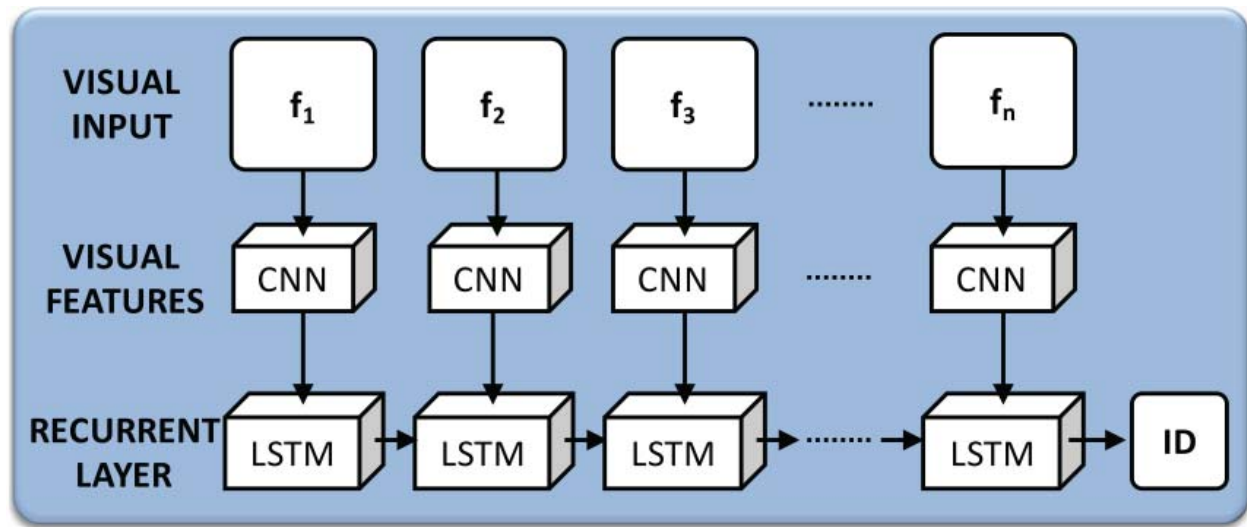 VISUAL
INPUT
f₁ f₂ f₃ ........ fₙ
VISUAL
FEATURES
CNN CNN CNN ........ CNN
RECURRENT
LAYER
LSTM LSTM LSTM ........ LSTM ID